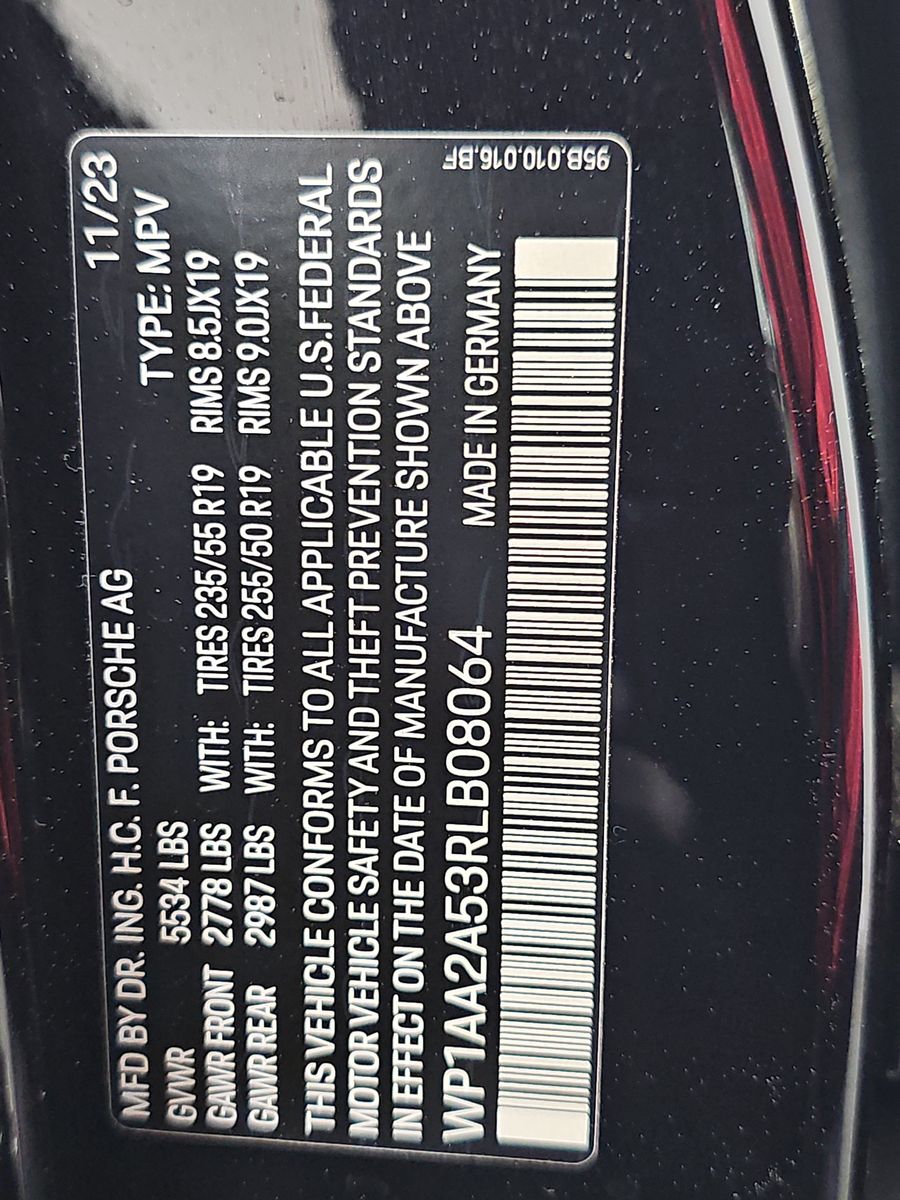 MFD BY DR. ING. H.C. F. PORSCHE AG 11/23
GVWR 5534 LBS TYPE: MPV
GAWR FRONT 2778 LBS WITH: TIRES 235/55 R19 RIMS 8.5JX19
GAWR REAR 2987 LBS WITH: TIRES 255/50 R19 RIMS 9.0JX19
THIS VEHICLE CONFORMS TO ALL APPLICABLE U.S. FEDERAL
MOTOR VEHICLE SAFETY AND THEFT PREVENTION STANDARDS
IN EFFECT ON THE DATE OF MANUFACTURE SHOWN ABOVE
WP1AA2A53RLB08064 MADE IN GERMANY
95B.010.016.BF